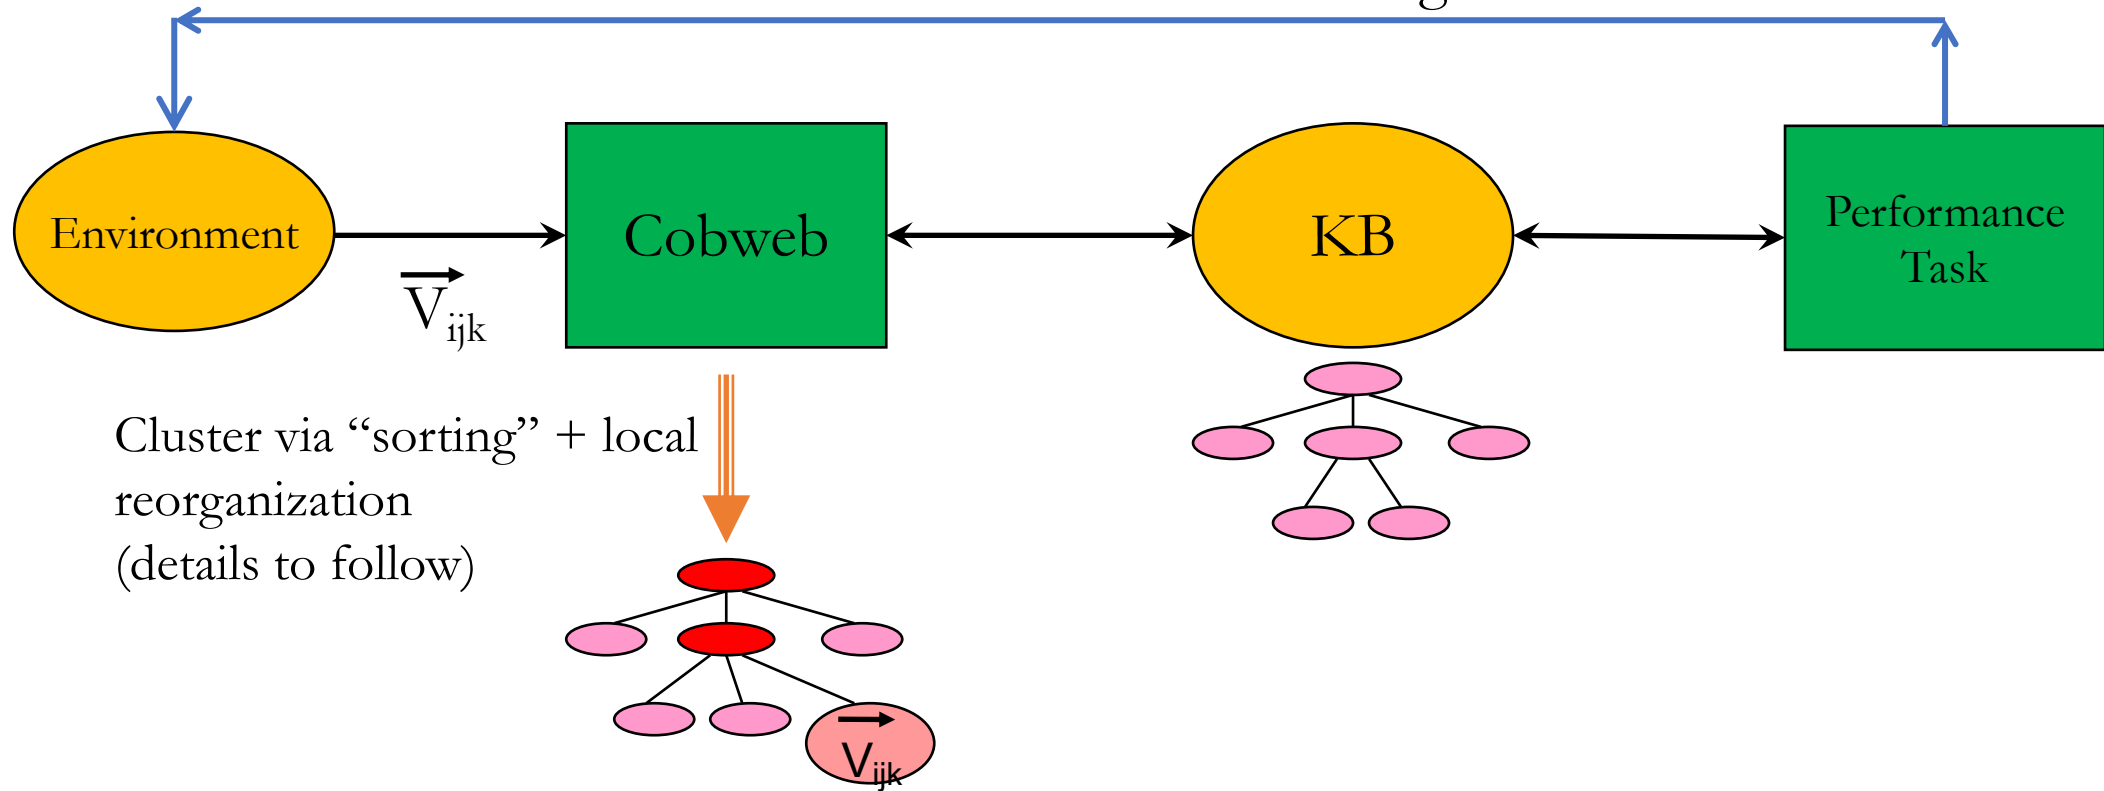 Environment
Cobweb
KB
Performance
Task
V ijk
Cluster via “sorting” + local
reorganization
(details to follow)
V ijk